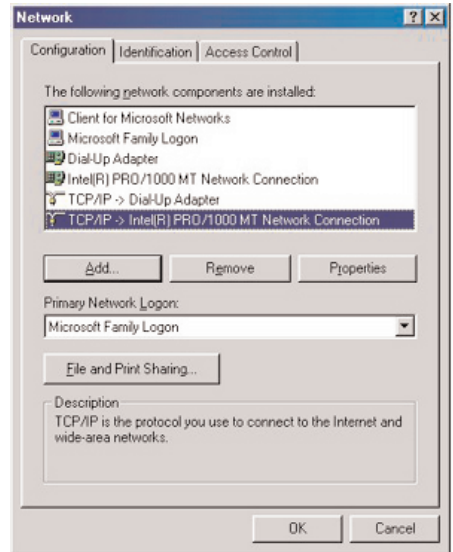 Network
Configuration Identification Access Control
The following network components are installed:
Client for Microsoft Networks
Microsoft Family Logon
Dial-Up Adapter
Intel(R) PRO/1000 MT Network Connection
TCP/IP -> Dial-Up Adapter
TCP/IP -> Intel(R) PRO/1000 MT Network Connection
Add... Remove Properties
Primary Network Logon:
Microsoft Family Logon
File and Print Sharing...
Description
TCP/IP is the protocol you use to connect to the Internet and
wide-area networks.
OK Cancel